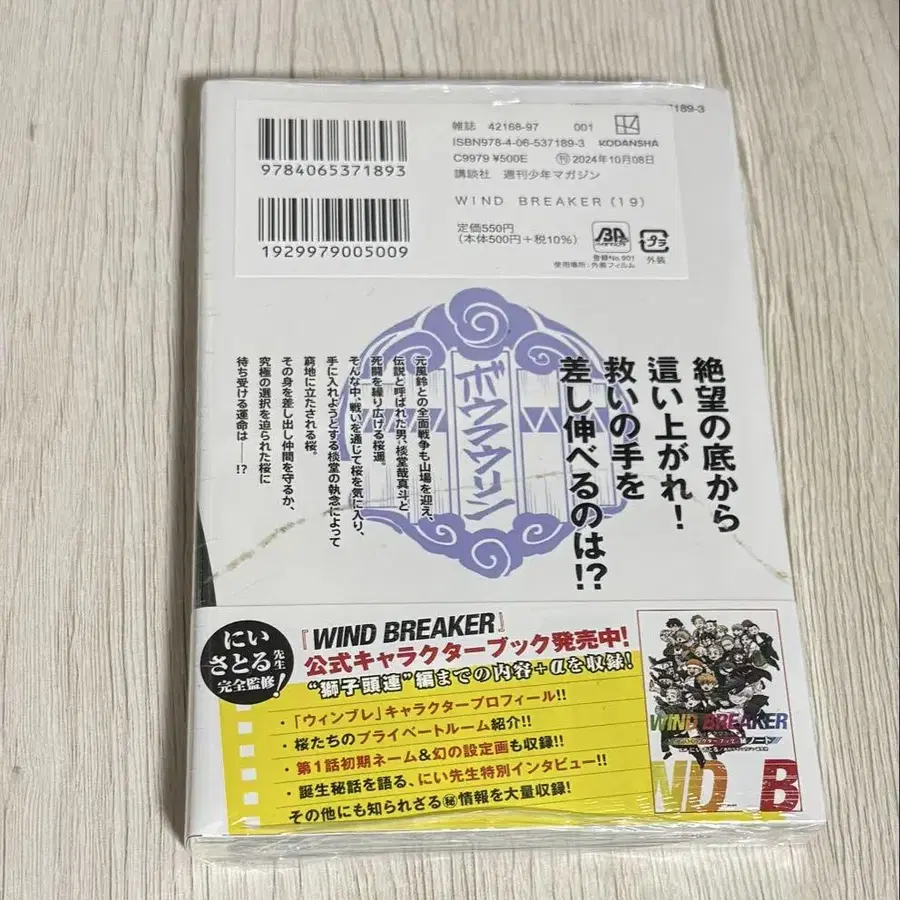 189-3
雑誌 42168-97 001
ISBN978-4-06-537189-3 KODANSHA
C9979 ¥500E ㊊2024年10月08日
講談社 週刊少年マガジン
WIND BREAKER(19)
定価550円
(本体500円+税10%)
登録No.901
使用場所:外装フィルム
プラ
外装
9784065371893
1929979005009
絶望の底から
這い上がれ!
救いの手を
差し伸べるのは!?
元風鈴との全面戦争も山場を迎え、
伝説と呼ばれた男、棪堂哉真斗と
死闘を繰り広げる桜遥。
そんな中、戦いを通じて桜を気に入り、
手に入れようとする棪堂の執念によって
窮地に立たされる桜。
その身を差し出し仲間を守るか、
究極の選択を迫られた桜に
待ち受ける運命は——!?
ボウフウリン
にい
さとる先生
完全監修!
『WIND BREAKER』
公式キャラクターブック発売中!
“獅子頭連”編までの内容+αを収録!
・「ウィンブレ」キャラクタープロフィール!!
・桜たちのプライベートルーム紹介!!
・第1話初期ネーム&幻の設定画も収録!!
・誕生秘話を語る、にい先生特別インタビュー!!
その他にも知られざる㊙情報を大量収録!
WIND BREAKER
ND B